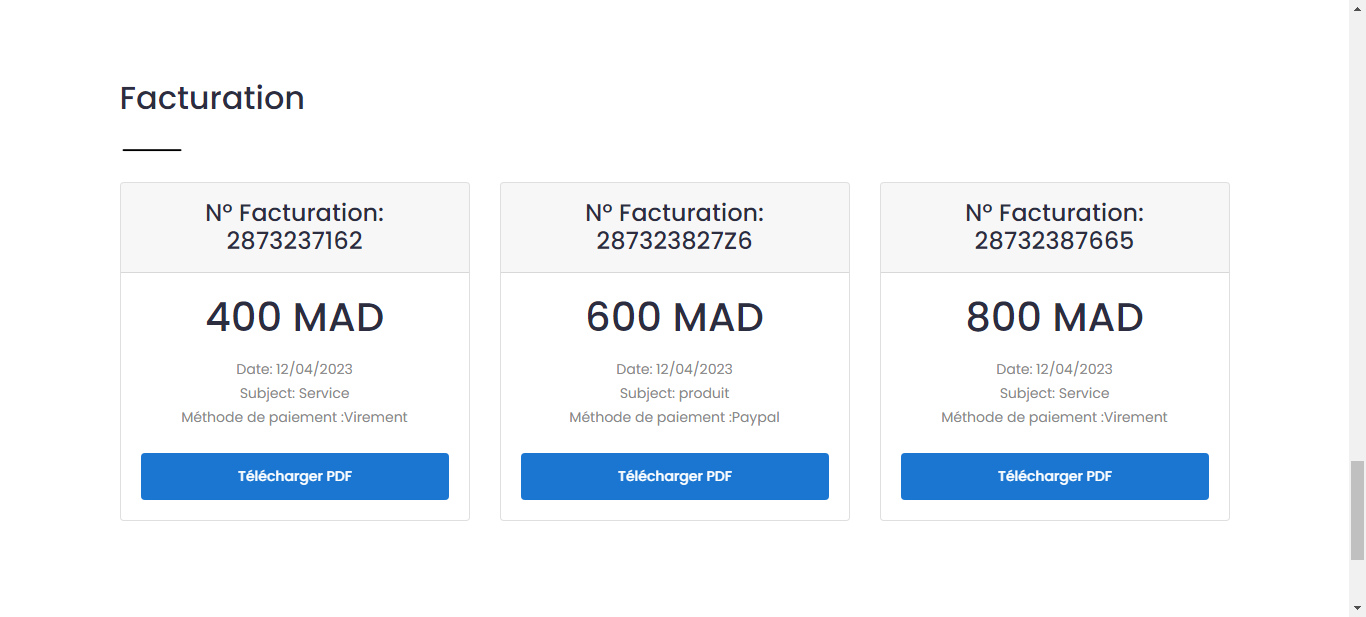 Facturation
N° Facturation:
2873237162
400 MAD
Date: 12/04/2023
Subject: Service
Méthode de paiement :Virement
Télécharger PDF
N° Facturation:
287323827Z6
600 MAD
Date: 12/04/2023
Subject: produit
Méthode de paiement :Paypal
Télécharger PDF
N° Facturation:
28732387665
800 MAD
Date: 12/04/2023
Subject: Service
Méthode de paiement :Virement
Télécharger PDF